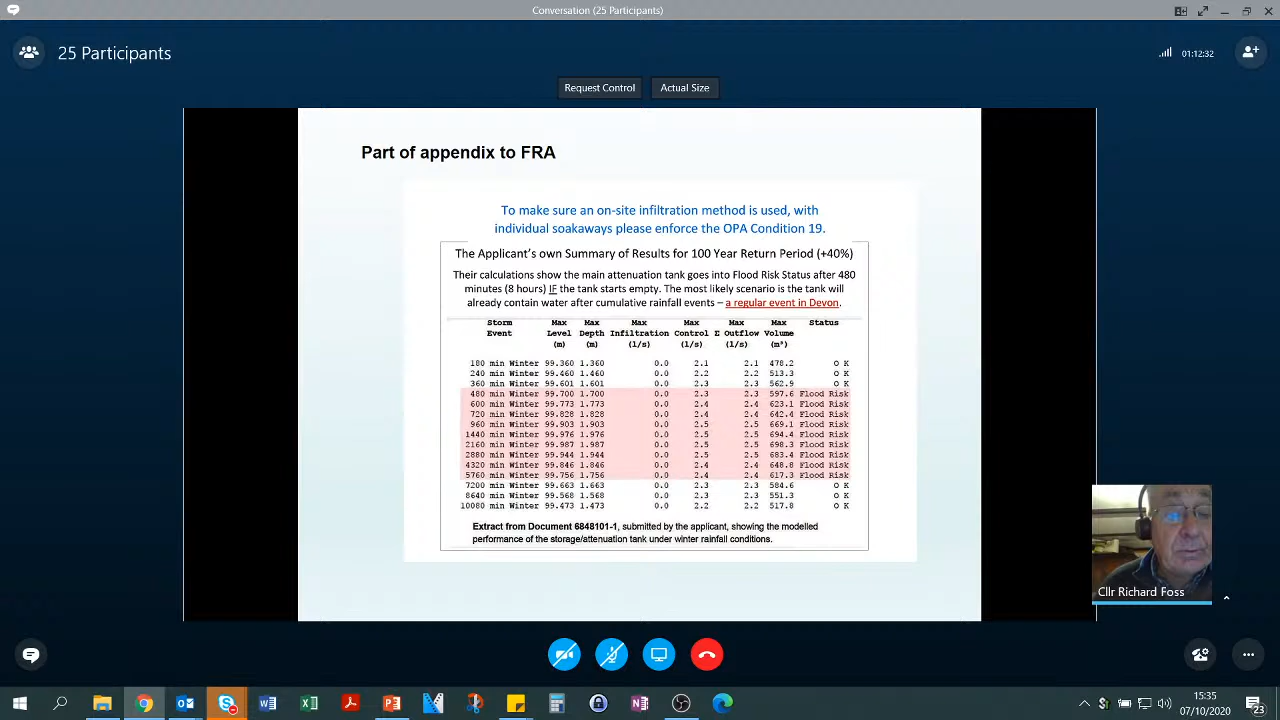 Conversation (25 Participants)
25 Participants
01:12:32
Request Control
Actual Size
Part of appendix to FRA
To make sure an on-site infiltration method is used, with
individual soakaways please enforce the OPA Condition 19.
The Applicant's own Summary of Results for 100 Year Return Period (+40%)
Their calculations show the main attenuation tank goes into Flood Risk Status after 480
minutes (8 hours) IF the tank starts empty. The most likely scenario is the tank will
already contain water after cumulative rainfall events – a regular event in Devon.
Storm Max Max Max Max Max Max Status
Event Level Depth Infiltration Control Σ Outflow Volume
(m) (m) (l/s) (l/s) (l/s) (m³)
180 min Winter 99.360 1.360 0.0 2.1 2.1 478.2 O K
240 min Winter 99.460 1.460 0.0 2.2 2.2 513.3 O K
360 min Winter 99.601 1.601 0.0 2.3 2.3 562.9 O K
480 min Winter 99.700 1.700 0.0 2.3 2.3 597.6 Flood Risk
600 min Winter 99.773 1.773 0.0 2.4 2.4 623.1 Flood Risk
720 min Winter 99.828 1.828 0.0 2.4 2.4 642.4 Flood Risk
960 min Winter 99.903 1.903 0.0 2.5 2.5 669.1 Flood Risk
1440 min Winter 99.976 1.976 0.0 2.5 2.5 694.4 Flood Risk
2160 min Winter 99.987 1.987 0.0 2.5 2.5 698.3 Flood Risk
2880 min Winter 99.944 1.944 0.0 2.5 2.5 683.4 Flood Risk
4320 min Winter 99.846 1.846 0.0 2.4 2.4 648.8 Flood Risk
5760 min Winter 99.756 1.756 0.0 2.4 2.4 617.3 Flood Risk
7200 min Winter 99.663 1.663 0.0 2.3 2.3 584.6 O K
8640 min Winter 99.568 1.568 0.0 2.3 2.3 551.3 O K
10080 min Winter 99.473 1.473 0.0 2.2 2.2 517.8 O K
Extract from Document 6848101-1, submitted by the applicant, showing the modelled
performance of the storage/attenuation tank under winter rainfall conditions.
Cllr Richard Foss
15:35
07/10/2020
23